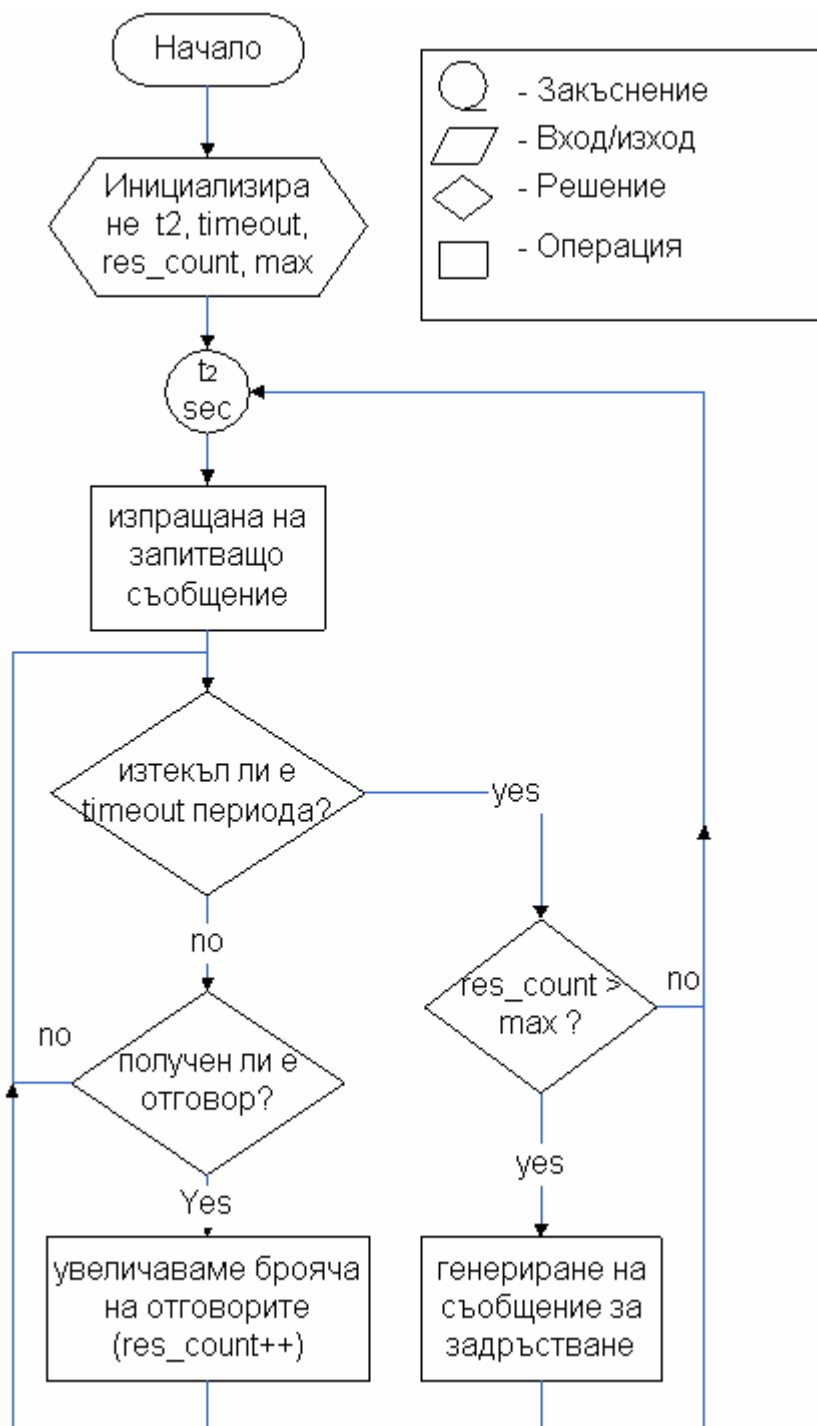 Начало
- Закъснение
- Вход/изход
- Решение
- Операция
Инициализира
не t2, timeout,
res_count, max
t2
sec
изпращана на
запитващо
съобщение
изтекъл ли е
timeout периода?
yes
no
res_count >
max ?
no
no
получен ли е
отговор?
yes
Yes
увеличаваме брояча
на отговорите
(res_count++)
генериране на
съобщение за
задръстване